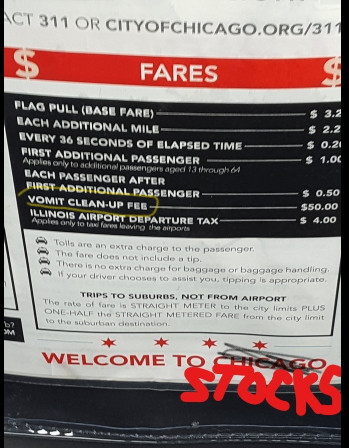 ACT 311 OR CITYOFCHICAGO.ORG/311
$ FARES $
FLAG PULL (BASE FARE) $ 3.2
EACH ADDITIONAL MILE $ 2.2
EVERY 36 SECONDS OF ELAPSED TIME $ 0.20
FIRST ADDITIONAL PASSENGER $ 1.00
Applies only to additional passengers aged 13 through 64
EACH PASSENGER AFTER
FIRST ADDITIONAL PASSENGER $ 0.50
VOMIT CLEAN-UP FEE $50.00
ILLINOIS AIRPORT DEPARTURE TAX $ 4.00
Applies only to taxi fares leaving the airports
Tolls are an extra charge to the passenger.
The fare does not include a tip.
There is no extra charge for baggage or baggage handling.
If your driver chooses to assist you, tipping is appropriate.
TRIPS TO SUBURBS, NOT FROM AIRPORT
The rate of fare is STRAIGHT METER to the city limits PLUS
ONE-HALF the STRAIGHT METERED FARE from the city limit
to the suburban destination.
WELCOME TO CHICAGO
STOCKS